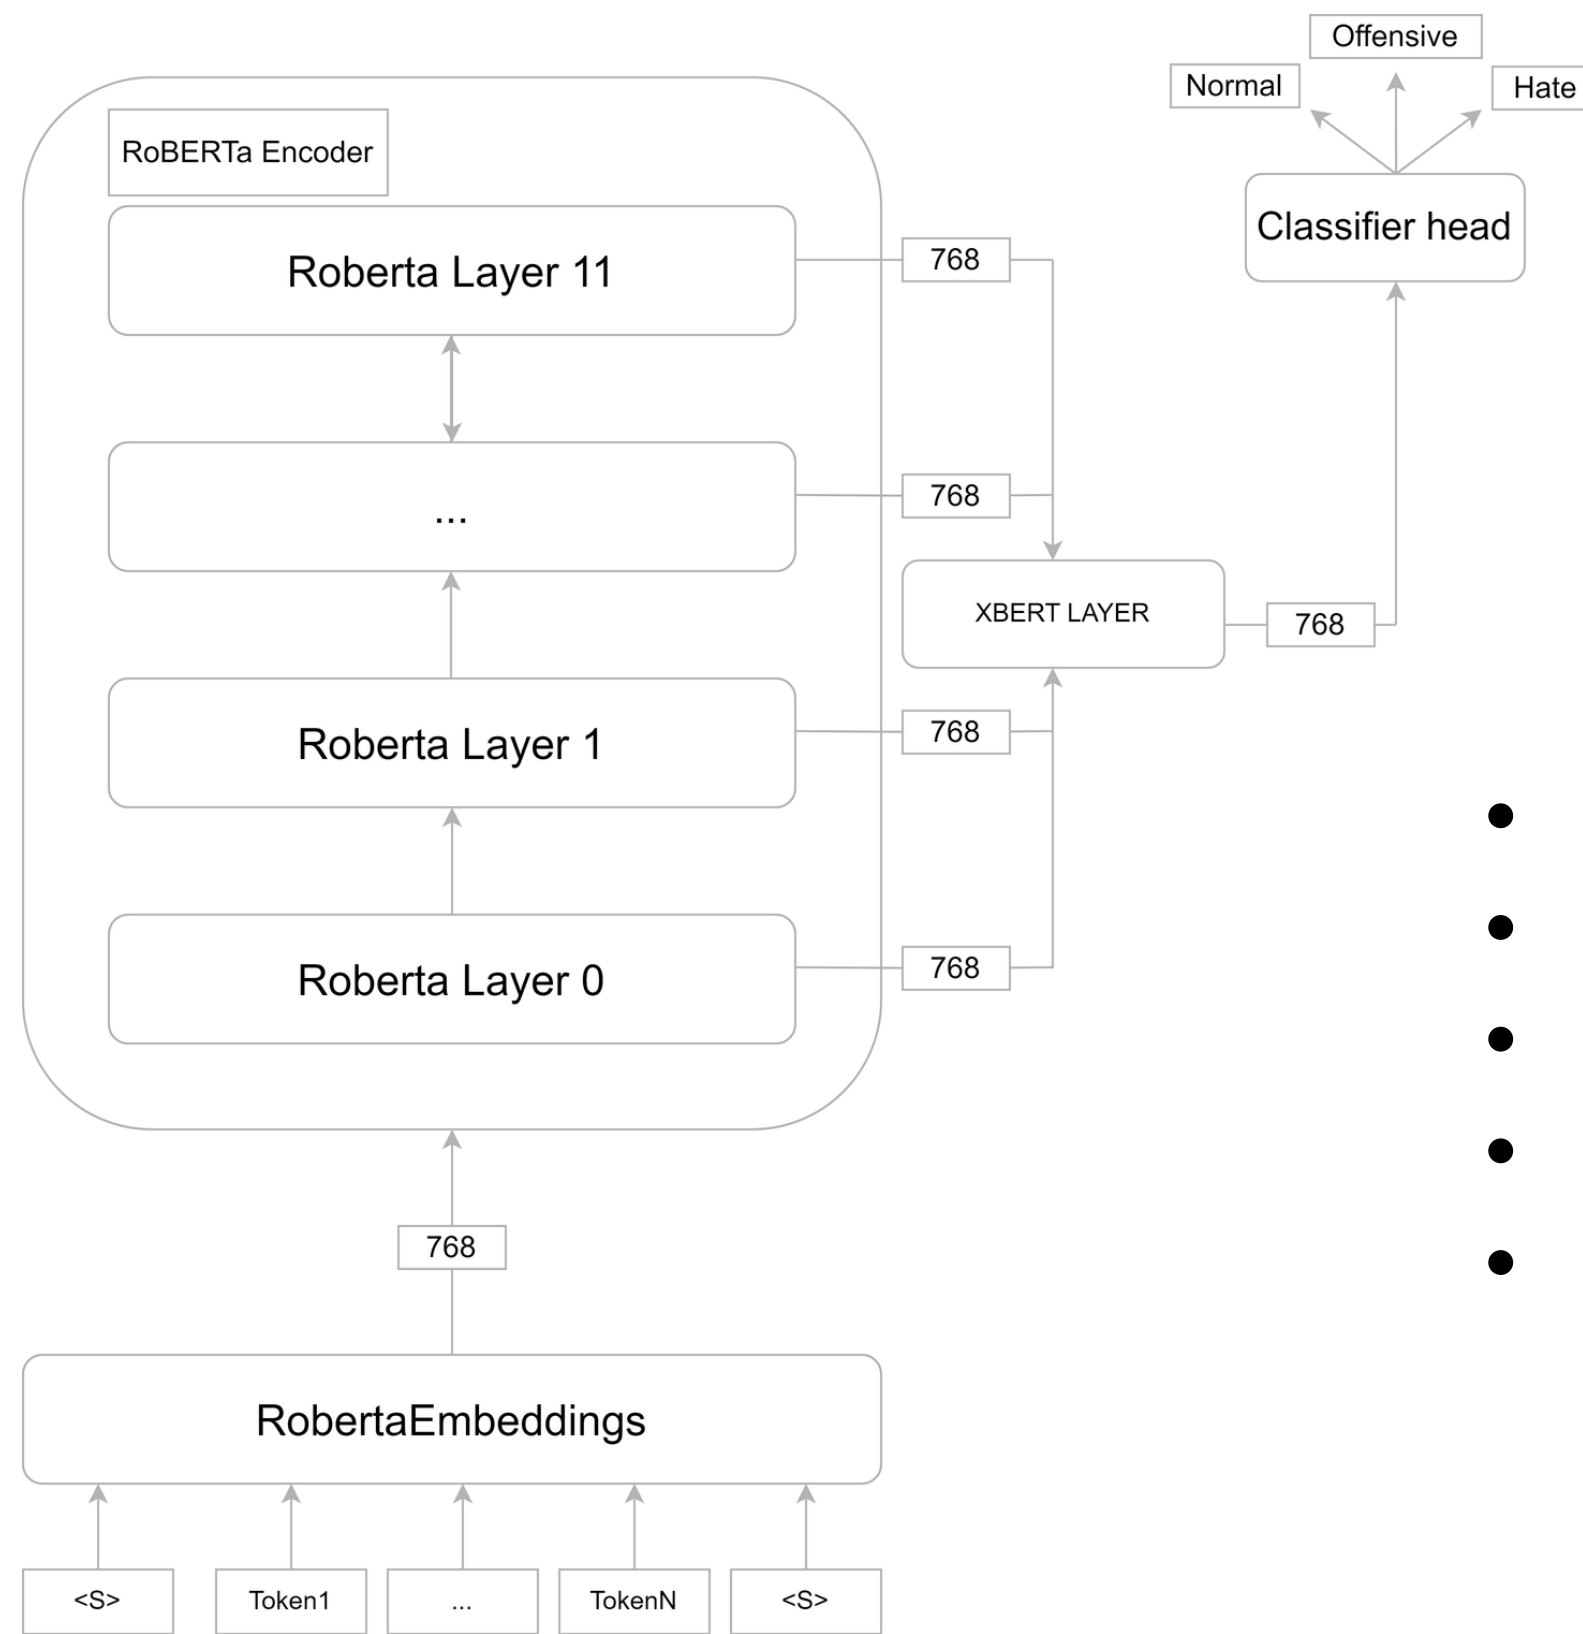 Offensive
Normal
Hate
RoBERTa Encoder
Classifier head
Roberta Layer 11
768
...
768
XBERT LAYER
768
Roberta Layer 1
768
Roberta Layer 0
768
768
RobertaEmbeddings
<S>
Token1
...
TokenN
<S>